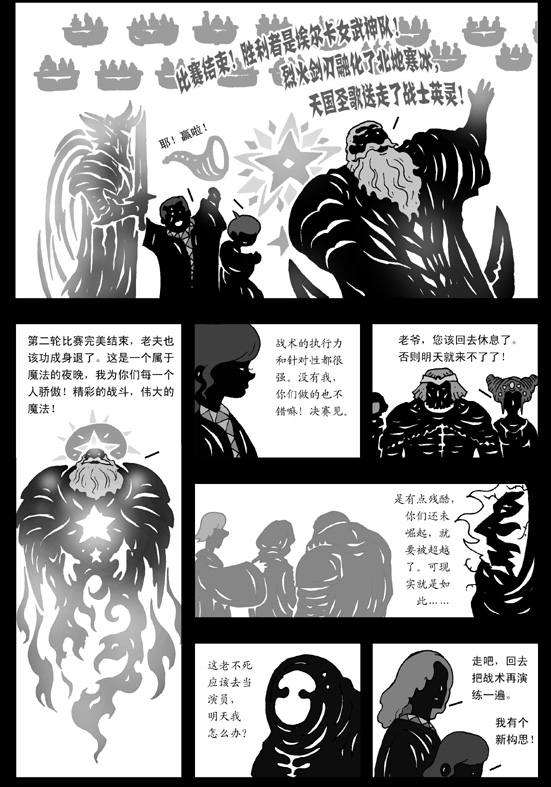 比赛结束！胜利者是埃尔卡女武神队！
烈火剑刃融化了北地寒冰，
天国圣歌送走了战士英灵！
耶！赢啦！
第二轮比赛完美结束，老夫也
该功成身退了。这是一个属于
魔法的夜晚，我为你们每一个
人骄傲！精彩的战斗，伟大的
魔法！
战术的执行力
和针对性都很
强。没有我，
你们做的也不
错嘛！决赛见。
老爷，您该回去休息了。
否则明天就来不了了！
是有点残酷，
你们还未
崛起，就
要被超越
了。可现
实就是如
此……
这老不死
应该去当
演员，
明天我
怎么办？
走吧，回去
把战术再演
练一遍。
我有个
新构思！